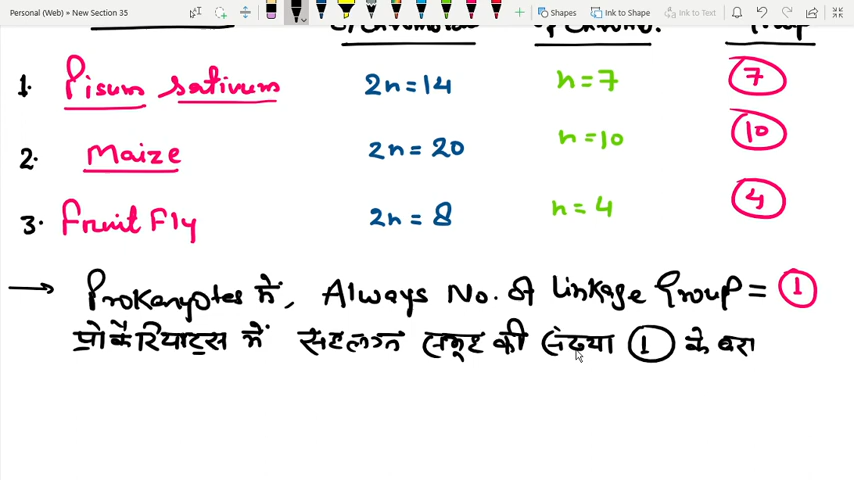 Personal (Web) » New Section 35
Shapes Ink to Shape Ink to Text
1. Pisum sativum 2n=14 n=7 7
2. Maize 2n=20 n=10 10
3. Fruit Fly 2n=8 n=4 4
→ Prokaryotes में, Always No. of Linkage Group = 1
प्रोकैरियोट्स में सहलग्न समूह की संख्या 1 के बरा